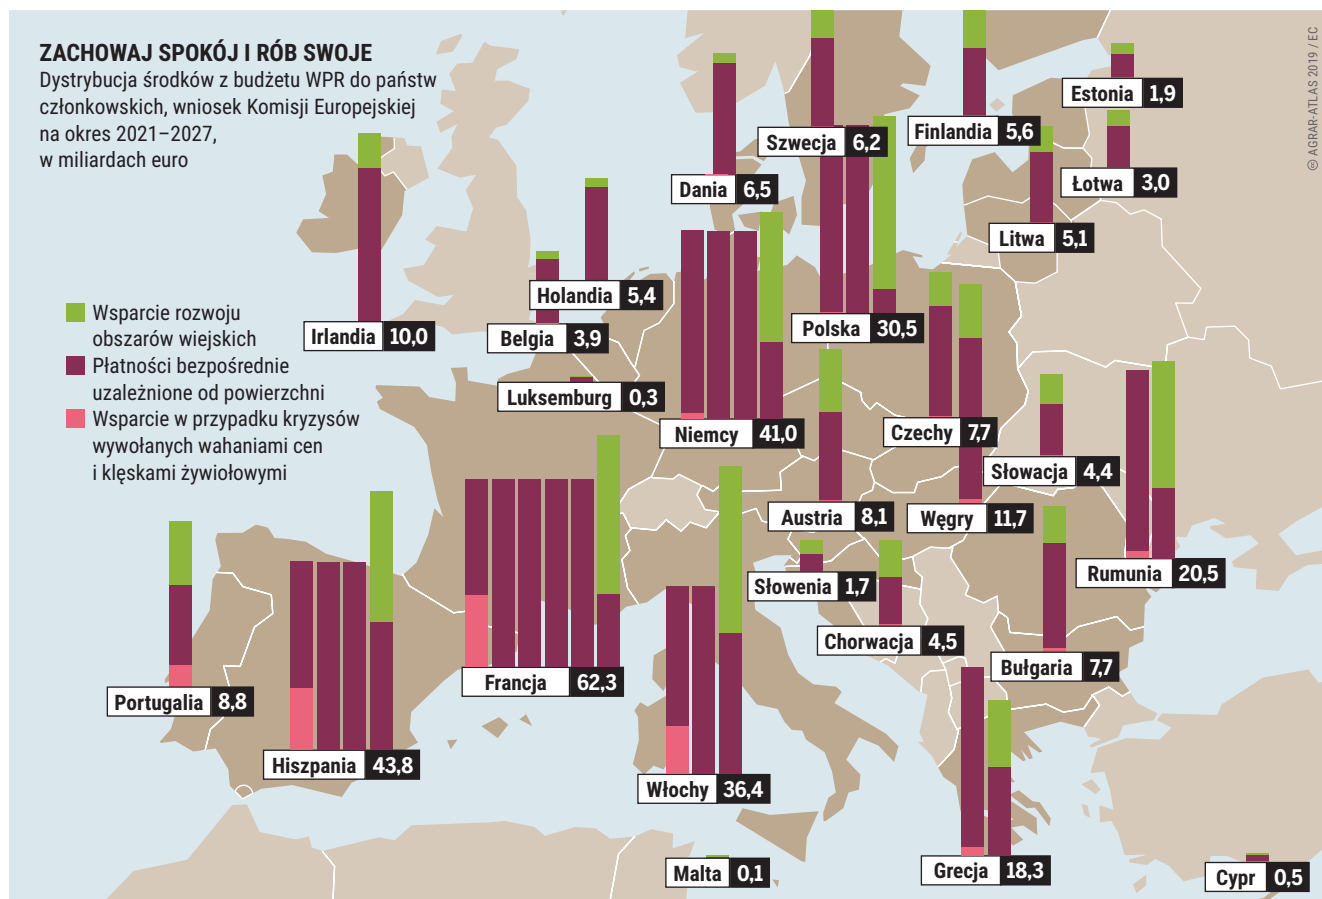 ZACHOWAJ SPOKÓJ I RÓB SWOJE
Dystrybucja środków z budżetu WPR do państw
członkowskich, wniosek Komisji Europejskiej
na okres 2021–2027,
w miliardach euro
© AGRAR-ATLAS 2019 / EC
Estonia 1,9
Finlandia 5,6
Szwecja 6,2
Łotwa 3,0
Dania 6,5
Litwa 5,1
Holandia 5,4
Wsparcie rozwoju
obszarów wiejskich
Płatności bezpośrednie
uzależnione od powierzchni
Wsparcie w przypadku kryzysów
wywołanych wahaniami cen
i klęskami żywiołowymi
Irlandia 10,0
Belgia 3,9
Polska 30,5
Luksemburg 0,3
Niemcy 41,0
Czechy 7,7
Słowacja 4,4
Austria 8,1
Węgry 11,7
Rumunia 20,5
Słowenia 1,7
Chorwacja 4,5
Bułgaria 7,7
Francja 62,3
Portugalia 8,8
Hiszpania 43,8
Włochy 36,4
Malta 0,1
Grecja 18,3
Cypr 0,5